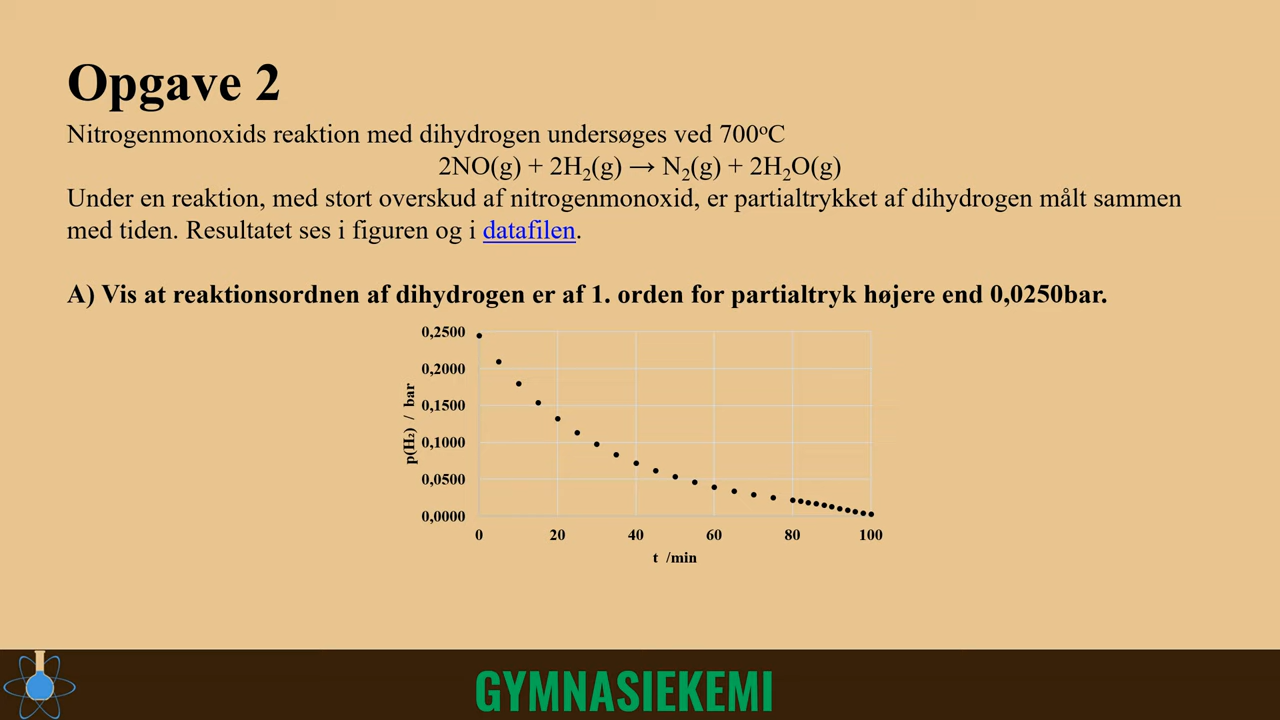 Opgave 2
Nitrogenmonoxids reaktion med dihydrogen undersøges ved 700ºC
2NO(g) + 2H₂(g) → N₂(g) + 2H₂O(g)
Under en reaktion, med stort overskud af nitrogenmonoxid, er partialtrykket af dihydrogen målt sammen
med tiden. Resultatet ses i figuren og i datafilen.
A) Vis at reaktionsordnen af dihydrogen er af 1. orden for partialtryk højere end 0,0250bar.
0,2500
0,2000
0,1500
0,1000
0,0500
0,0000
p(H₂) / bar
0 20 40 60 80 100
t /min
GYMNASIEKEMI